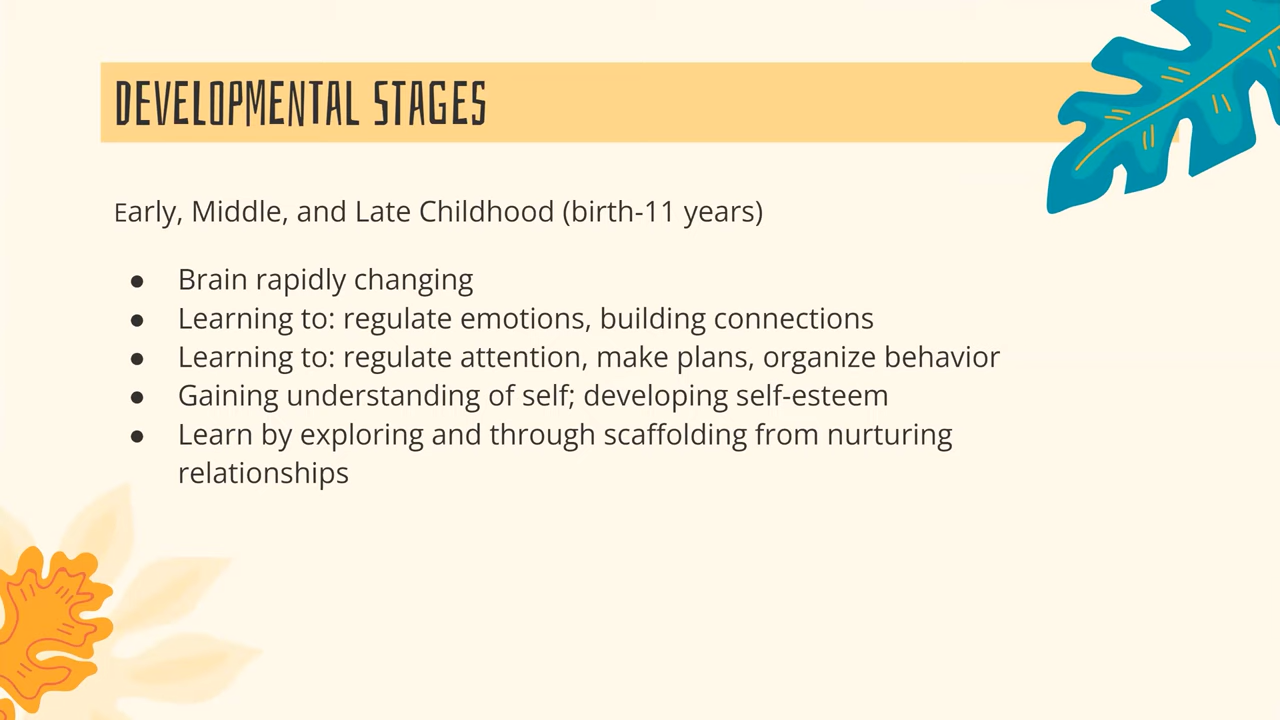 DEVELOPMENTAL STAGES
Early, Middle, and Late Childhood (birth-11 years)
● Brain rapidly changing
● Learning to: regulate emotions, building connections
● Learning to: regulate attention, make plans, organize behavior
● Gaining understanding of self; developing self-esteem
● Learn by exploring and through scaffolding from nurturing
relationships